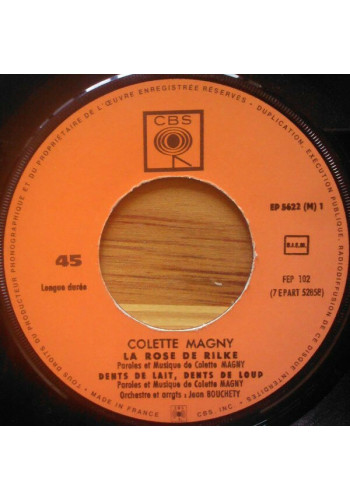 TOUS DROITS DU PRODUCTEUR PHONOGRAPHIQUE ET DU PROPRIÉTAIRE DE L'ŒUVRE ENREGISTRÉE RÉSERVÉS - DUPLICATION, EXÉCUTION PUBLIQUE, RADIODIFFUSION DE CE DISQUE INTERDITES
CBS
EP 5622 (M) 1
45
B.I.E.M.
Longue durée
FEP 102
(7 EPART 52858)
COLETTE MAGNY
LA ROSE DE RILKE
Paroles et Musique de Colette MAGNY
DENTS DE LAIT, DENTS DE LOUP
Paroles et Musique de Colette MAGNY
Orchestre et arrgts : Jean BOUCHETY
MADE IN FRANCE
CBS, INC.